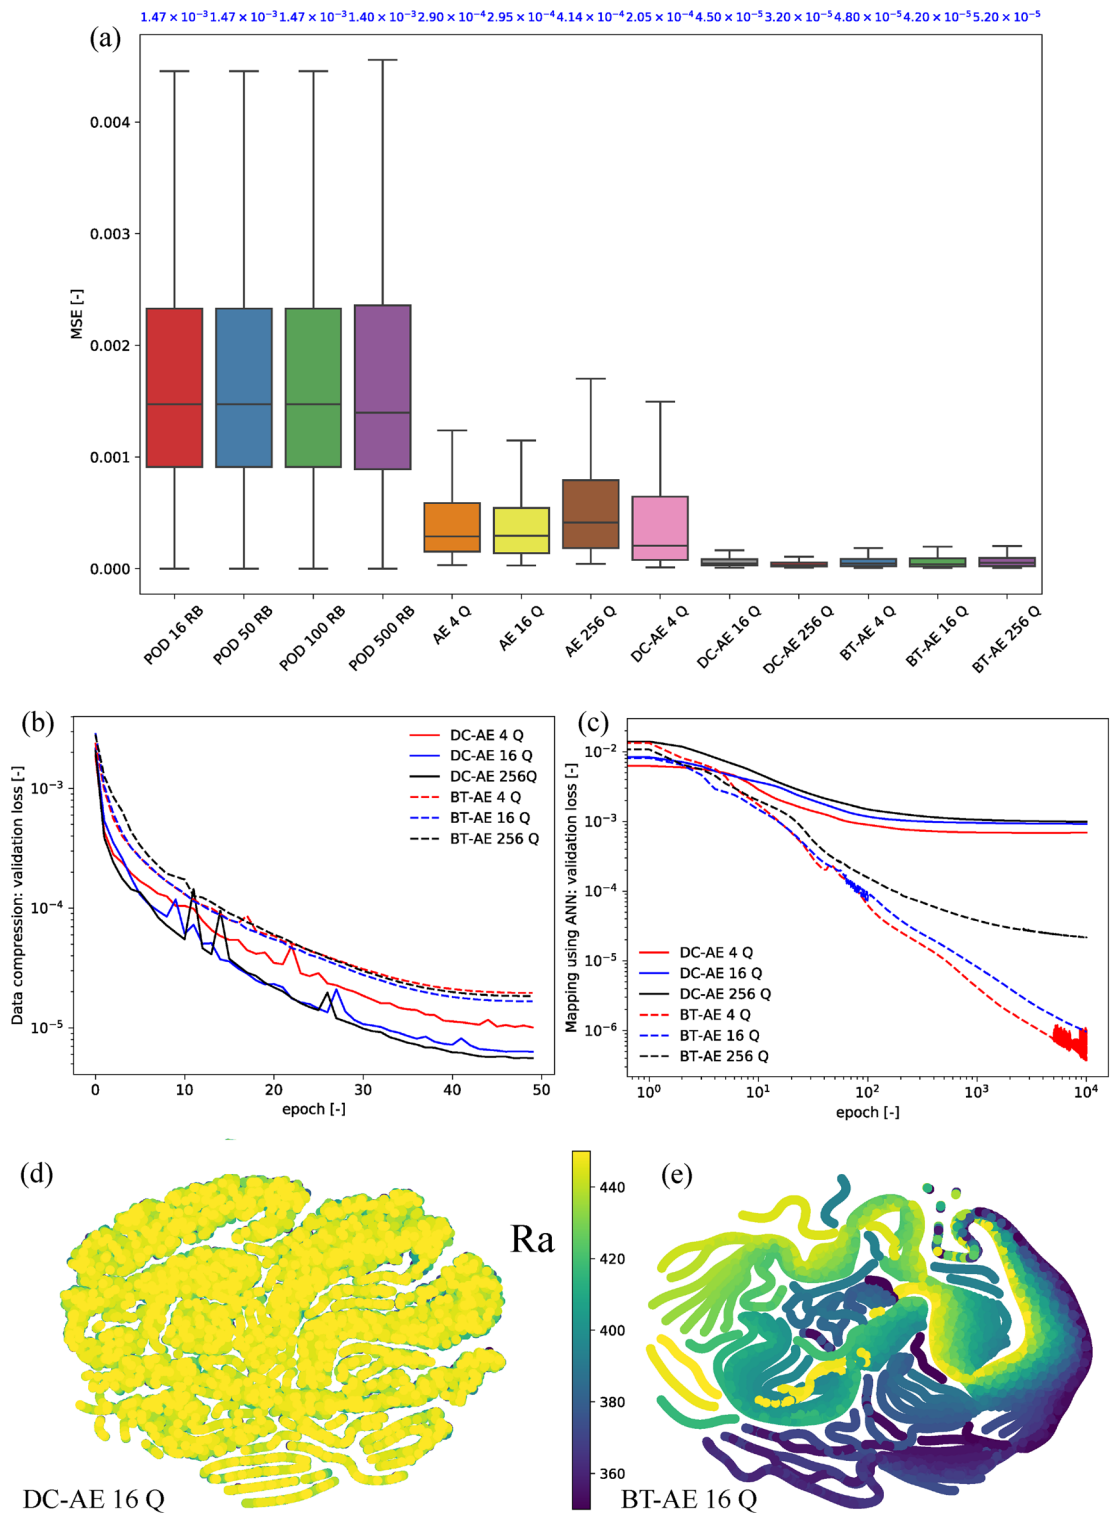 1.47 × 10⁻³ 1.47 × 10⁻³ 1.47 × 10⁻³ 1.40 × 10⁻³ 2.90 × 10⁻⁴ 2.95 × 10⁻⁴ 4.14 × 10⁻⁴ 2.05 × 10⁻⁴ 4.50 × 10⁻⁵ 3.20 × 10⁻⁵ 4.80 × 10⁻⁵ 4.20 × 10⁻⁵ 5.20 × 10⁻⁵
(a)
MSE [-]
0.004
0.003
0.002
0.001
0.000
POD 16 RB
POD 50 RB
POD 100 RB
POD 500 RB
AE 4 Q
AE 16 Q
AE 256 Q
DC-AE 4 Q
DC-AE 16 Q
DC-AE 256 Q
BT-AE 4 Q
BT-AE 16 Q
BT-AE 256 Q
(b)
Data compression: validation loss [-]
10⁻³
10⁻⁴
10⁻⁵
DC-AE 4 Q
DC-AE 16 Q
DC-AE 256Q
BT-AE 4 Q
BT-AE 16 Q
BT-AE 256 Q
0 10 20 30 40 50
epoch [-]
(c)
Mapping using ANN: validation loss [-]
10⁻²
10⁻³
10⁻⁴
10⁻⁵
10⁻⁶
DC-AE 4 Q
DC-AE 16 Q
DC-AE 256 Q
BT-AE 4 Q
BT-AE 16 Q
BT-AE 256 Q
10⁰ 10¹ 10² 10³ 10⁴
epoch [-]
(d)
DC-AE 16 Q
Ra
440
420
400
380
360
(e)
BT-AE 16 Q